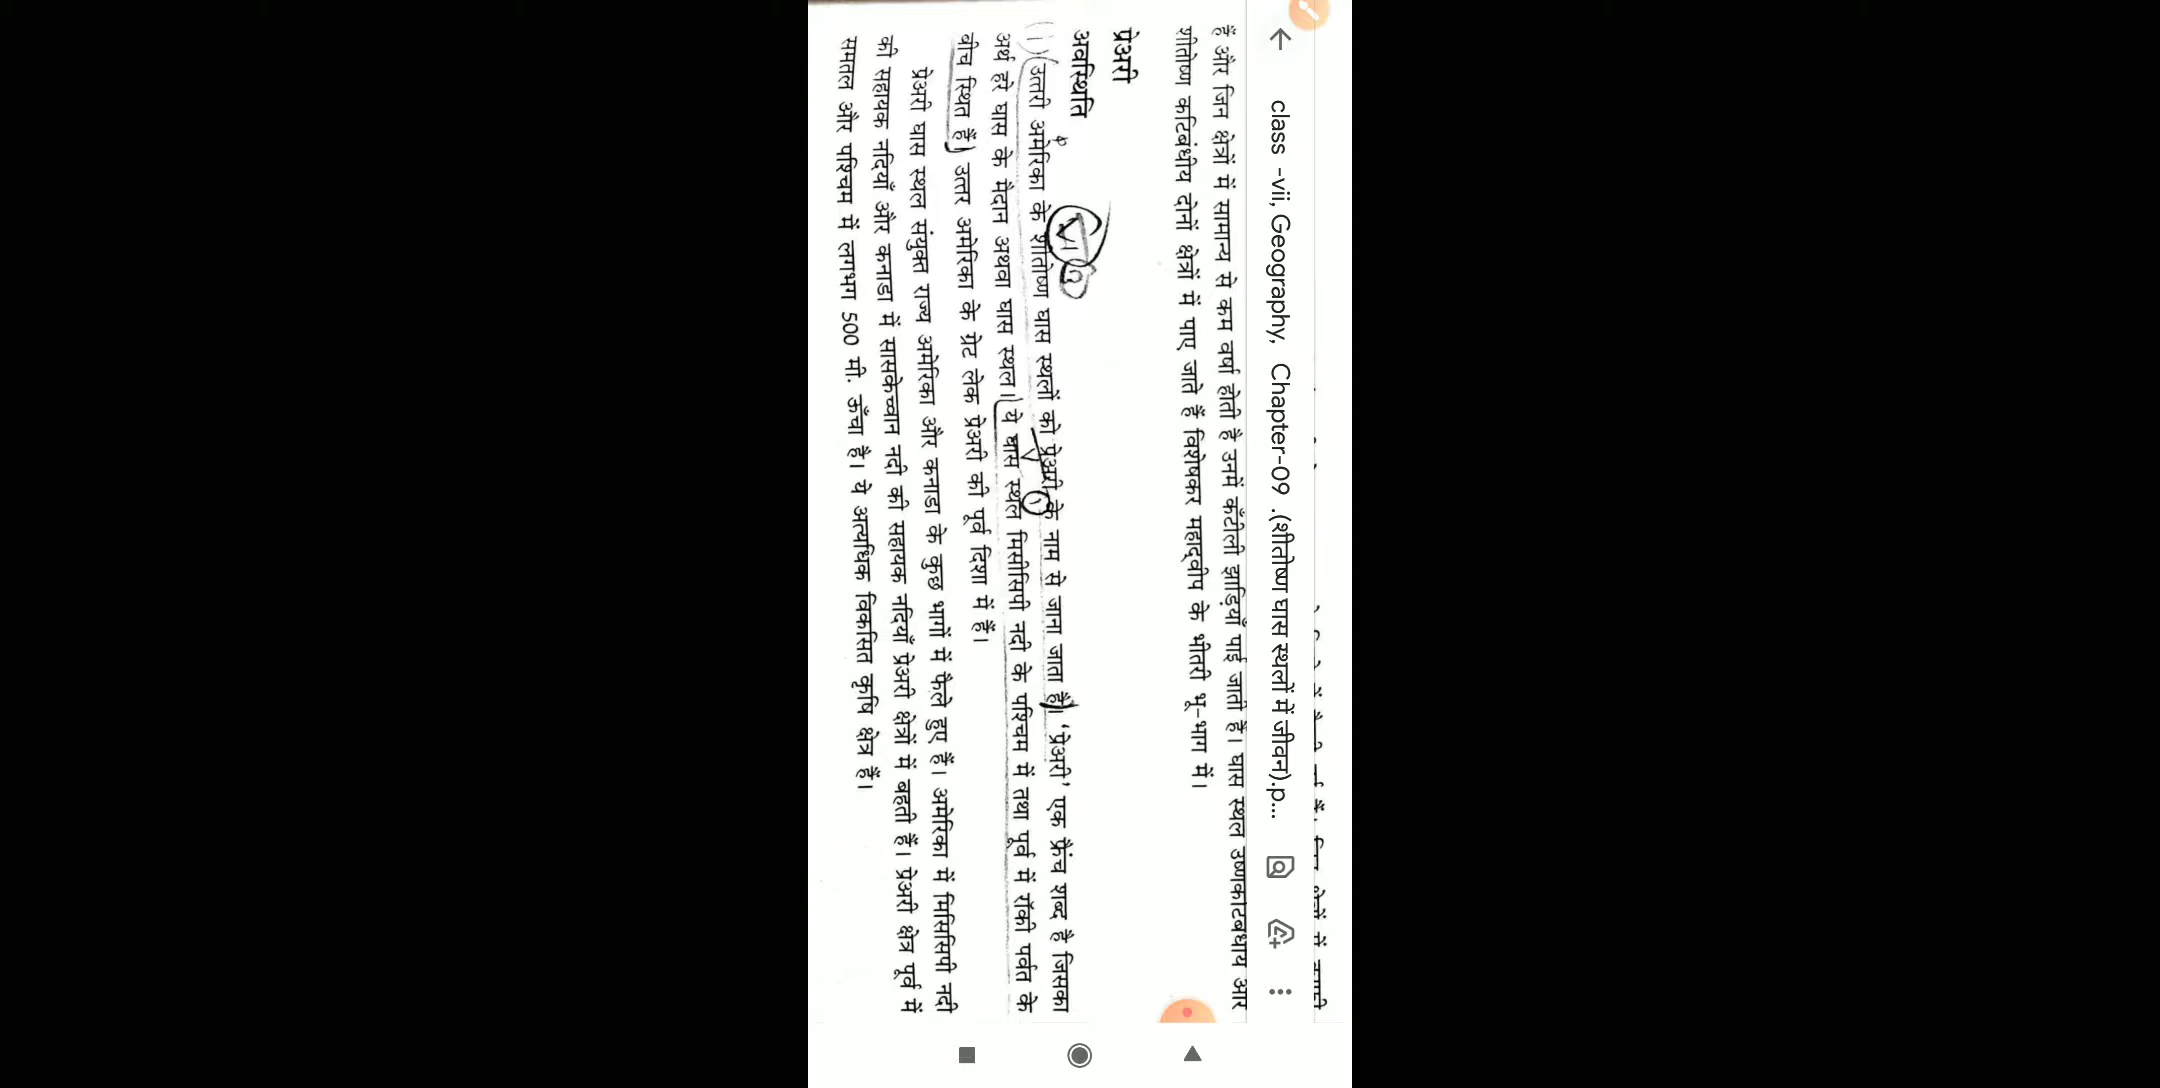 class -vii, Geography, Chapter-09 .(शीतोष्ण घास स्थलों में जीवन).p...
हैं और जिन क्षेत्रों में सामान्य से कम वर्षा होती है उनमें कँटीली झाड़ियाँ पाई जाती हैं। घास स्थल उष्णकटिबंधीय और
शीतोष्ण कटिबंधीय दोनों क्षेत्रों में पाए जाते हैं विशेषकर महाद्वीप के भीतरी भू-भाग में।
प्रेअरी
अवस्थिति
(1) उत्तरी अमेरिका के शीतोष्ण घास स्थलों को प्रेअरी के नाम से जाना जाता है। 'प्रेअरी' एक फ्रैंच शब्द है जिसका
अर्थ हरे घास के मैदान अथवा घास स्थल। ये घास स्थल मिसीसिपी नदी के पश्चिम में तथा पूर्व में रॉकी पर्वत के
बीच स्थित हैं। उत्तर अमेरिका के ग्रेट लेक प्रेअरी की पूर्व दिशा में हैं।
प्रेअरी घास स्थल संयुक्त राज्य अमेरिका और कनाडा के कुछ भागों में फैले हुए हैं। अमेरिका में मिसिसिपी नदी
की सहायक नदियाँ और कनाडा में सासकेच्वान नदी की सहायक नदियाँ प्रेअरी क्षेत्रों में बहती हैं। प्रेअरी क्षेत्र पूर्व में
समतल और पश्चिम में लगभग 500 मी. ऊँचा है। ये अत्यधिक विकसित कृषि क्षेत्र हैं।